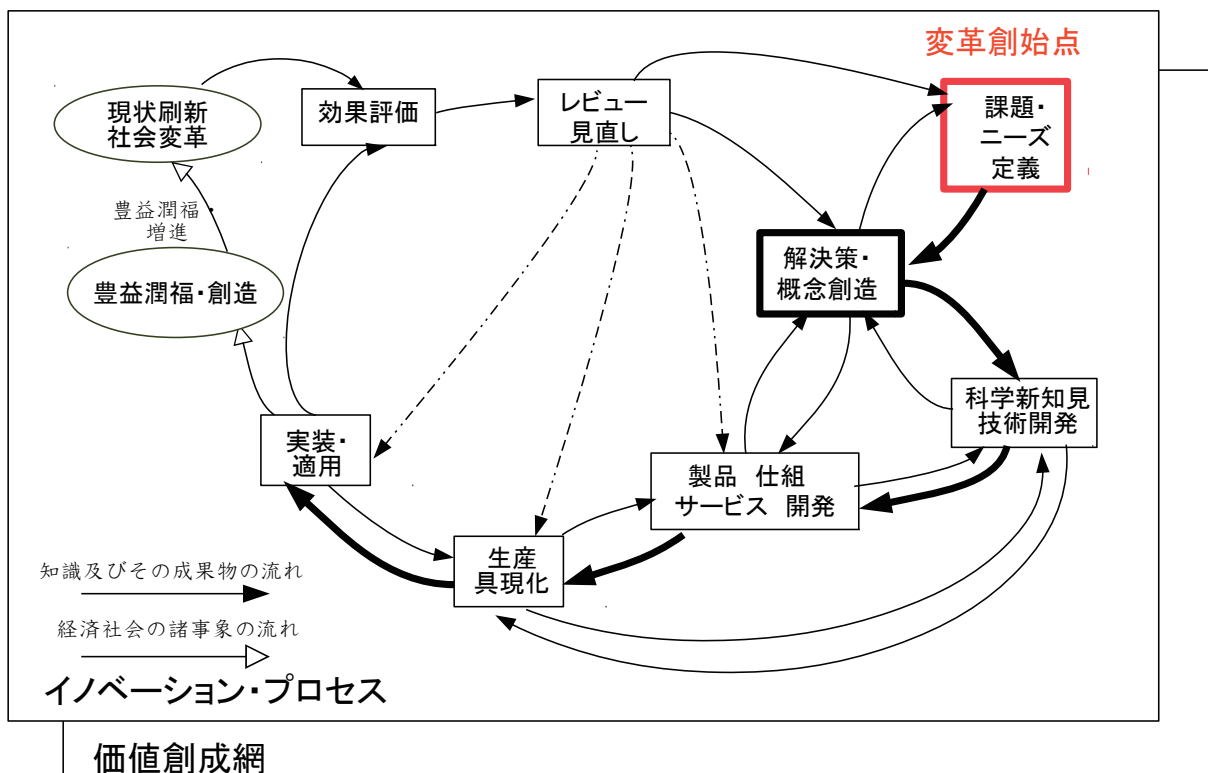 変革創始点
現状刷新
社会変革
効果評価
レビュー
見直し
課題・
ニーズ
定義
豊益潤福・
増進
解決策・
概念創造
豊益潤福・創造
科学新知見
技術開発
実装・
適用
製品 仕組
サービス 開発
生産
具現化
知識及びその成果物の流れ
経済社会の諸事象の流れ
イノベーション・プロセス
価値創成網